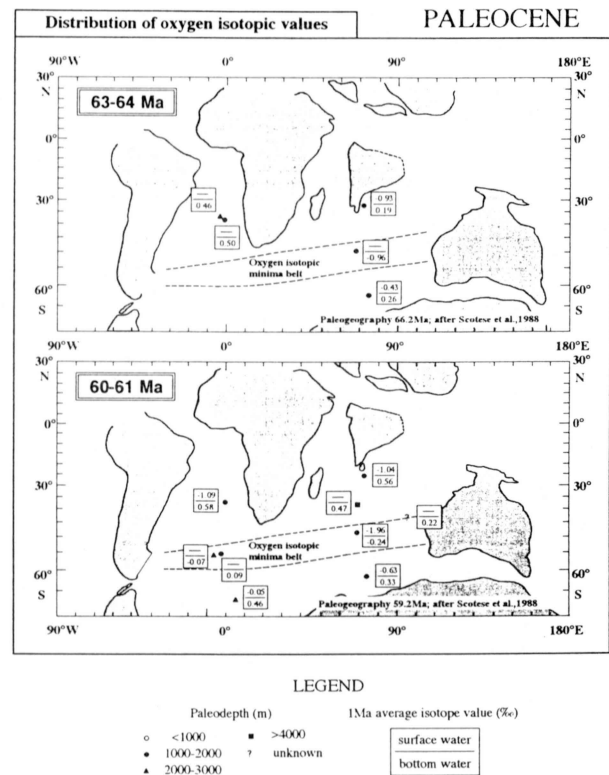 Distribution of oxygen isotopic values
PALEOCENE
90°W 0° 90° 180°E
30° 30°
N N
63-64 Ma
0° 0°
30° 30°
—
0.46
—
0.50
-0.93
0.19
—
-0.96
Oxygen isotopic
minima belt
-0.43
0.26
60° 60°
S S
Paleogeography 66.2Ma; after Scotese et al.,1988
90°W 0° 90° 180°E
30° 30°
N N
60-61 Ma
0° 0°
30° 30°
-1.04
0.56
-1.09
0.58
—
0.47
?
—
0.22
-1.96
-0.24
Oxygen isotopic
minima belt
—
-0.07
—
0.09
-0.63
0.33
-0.05
0.46
60° 60°
S S
Paleogeography 59.2Ma; after Scotese et al.,1988
90°W 0° 90° 180°E
LEGEND
Paleodepth (m) 1Ma average isotope value (‰)
○ <1000 ■ >4000
● 1000-2000 ? unknown
▲ 2000-3000
surface water
bottom water